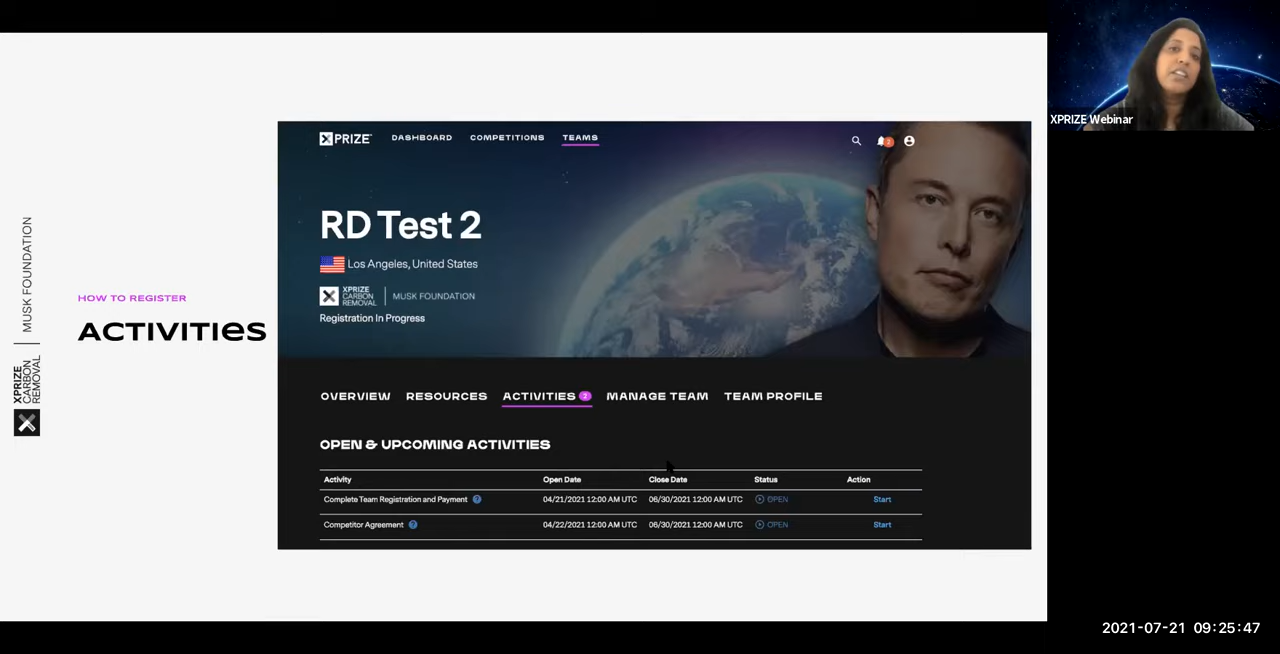 MUSK FOUNDATION
XPRIZE
CARBON
REMOVAL
HOW TO REGISTER
ACTIVITIES
XPRIZE
DASHBOARD
COMPETITIONS
TEAMS
2
RD Test 2
Los Angeles, United States
XPRIZE
CARBON
REMOVAL
MUSK FOUNDATION
Registration In Progress
OVERVIEW
RESOURCES
ACTIVITIES 2
MANAGE TEAM
TEAM PROFILE
OPEN & UPCOMING ACTIVITIES
Activity Open Date Close Date Status Action
Complete Team Registration and Payment ? 04/21/2021 12:00 AM UTC 06/30/2021 12:00 AM UTC OPEN Start
Competitor Agreement ? 04/22/2021 12:00 AM UTC 06/30/2021 12:00 AM UTC OPEN Start
XPRIZE Webinar
2021-07-21 09:25:47